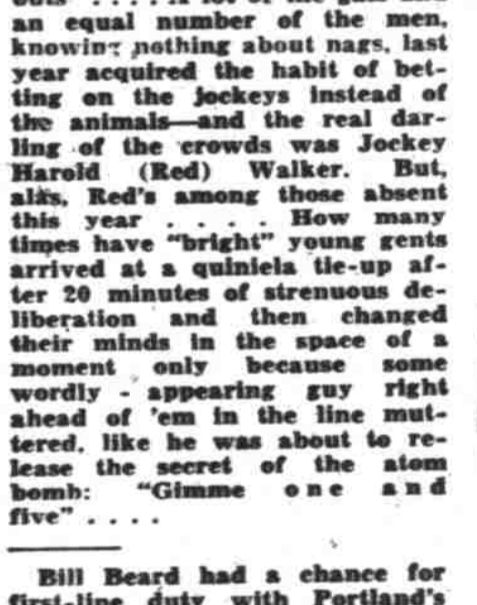 an equal number of the men,
knowing nothing about nags, last
year acquired the habit of bet-
ting on the jockeys instead of
the animals—and the real dar-
ling of the crowds was Jockey
Harold (Red) Walker. But,
alas, Red's among those absent
this year . . . . How many
times have "bright" young gents
arrived at a quiniela tie-up af-
ter 20 minutes of strenuous de-
liberation and then changed
their minds in the space of a
moment only because some
wordly - appearing guy right
ahead of 'em in the line mut-
tered, like he was about to re-
lease the secret of the atom
bomb: "Gimme one and
five" . . . .
Bill Beard had a chance for
first-line duty with Portland's